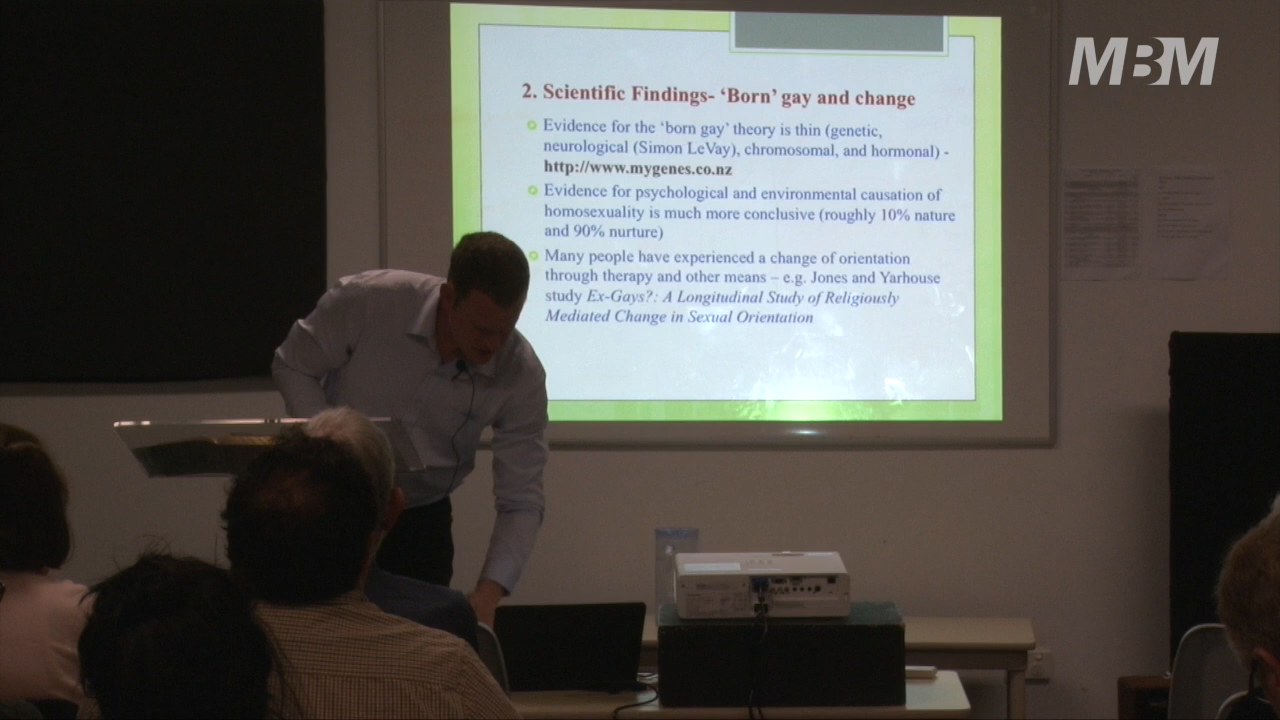 MBM
2. Scientific Findings- ‘Born’ gay and change
Evidence for the ‘born gay’ theory is thin (genetic,
neurological (Simon LeVay), chromosomal, and hormonal) -
http://www.mygenes.co.nz
Evidence for psychological and environmental causation of
homosexuality is much more conclusive (roughly 10% nature
and 90% nurture)
Many people have experienced a change of orientation
through therapy and other means – e.g. Jones and Yarhouse
study Ex-Gays?: A Longitudinal Study of Religiously
Mediated Change in Sexual Orientation